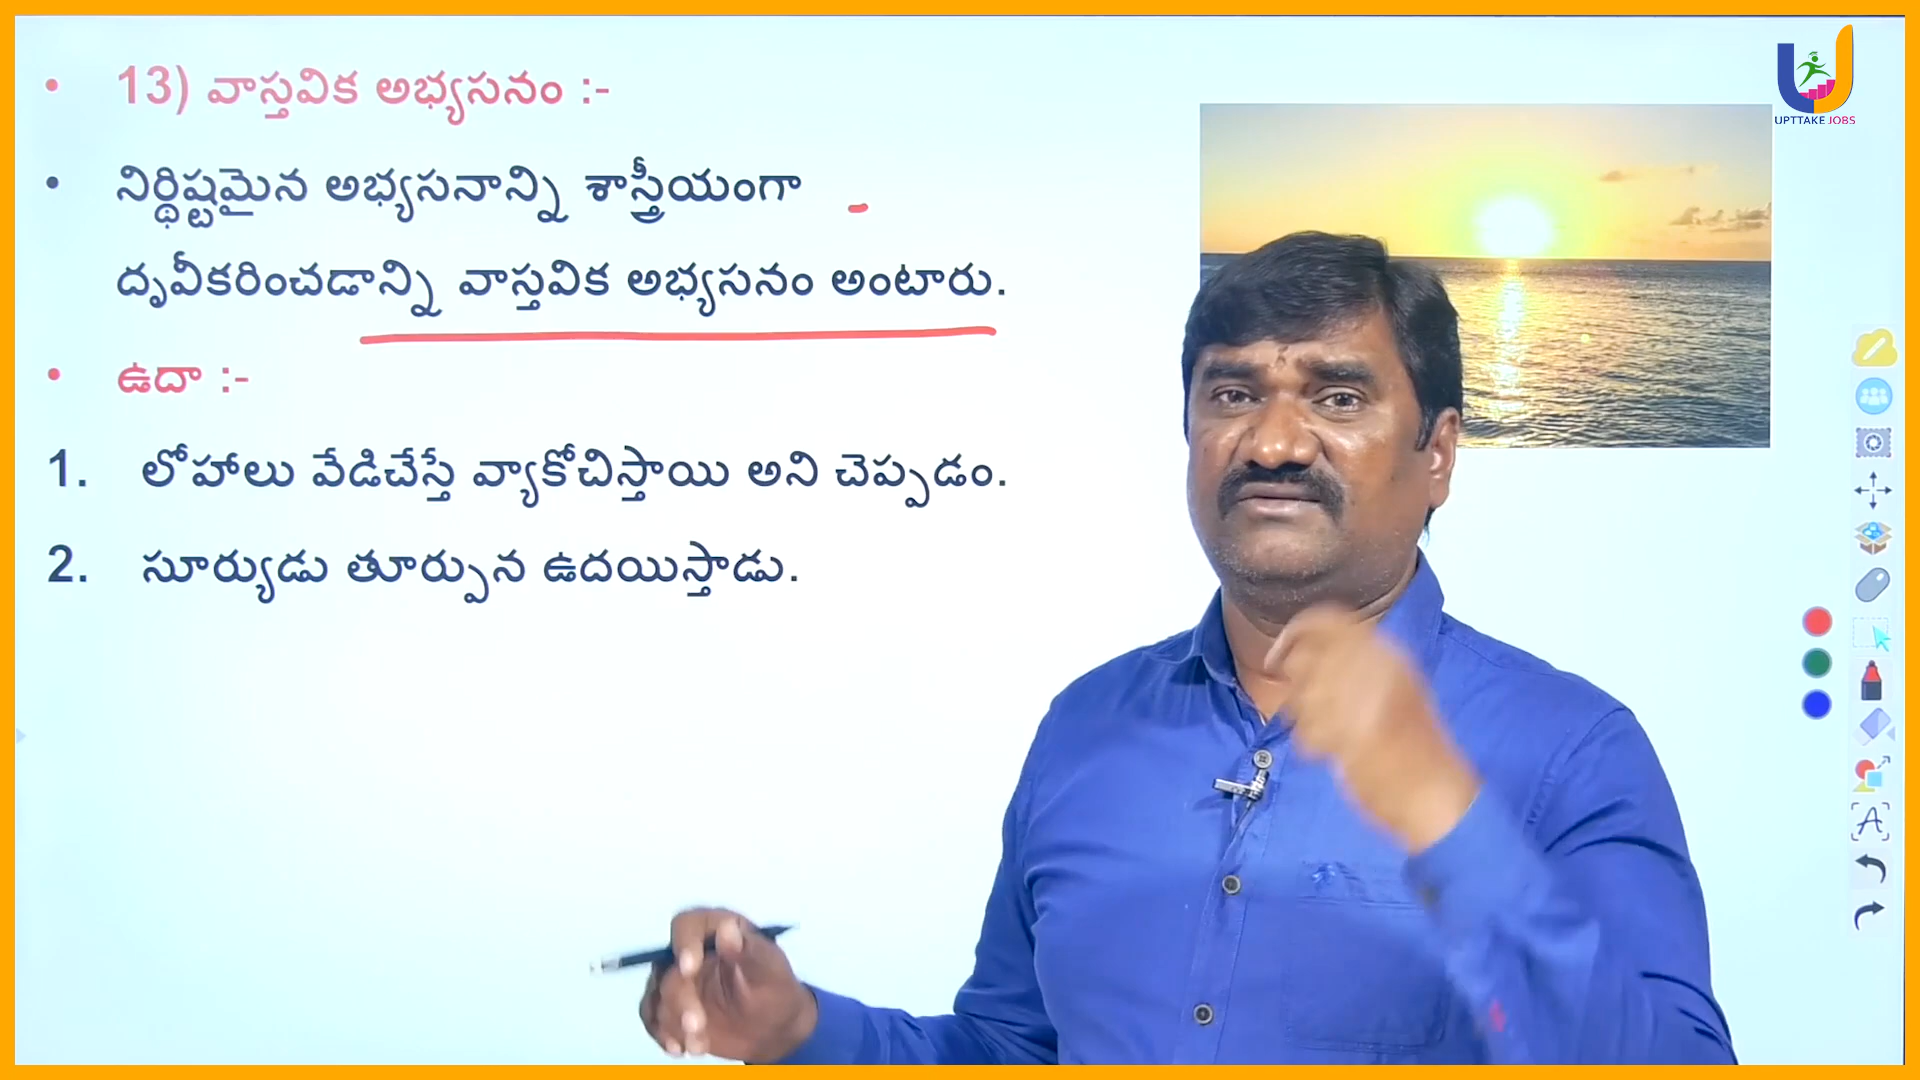 • 13) వాస్తవిక అభ్యసనం :-
• నిర్ధిష్టమైన అభ్యసనాన్ని శాస్త్రీయంగా
దృవీకరించడాన్ని వాస్తవిక అభ్యసనం అంటారు.
• ఉదా :-
1. లోహాలు వేడిచేస్తే వ్యాకోచిస్తాయి అని చెప్పడం.
2. సూర్యుడు తూర్పున ఉదయిస్తాడు.
UPTTAKE JOBS